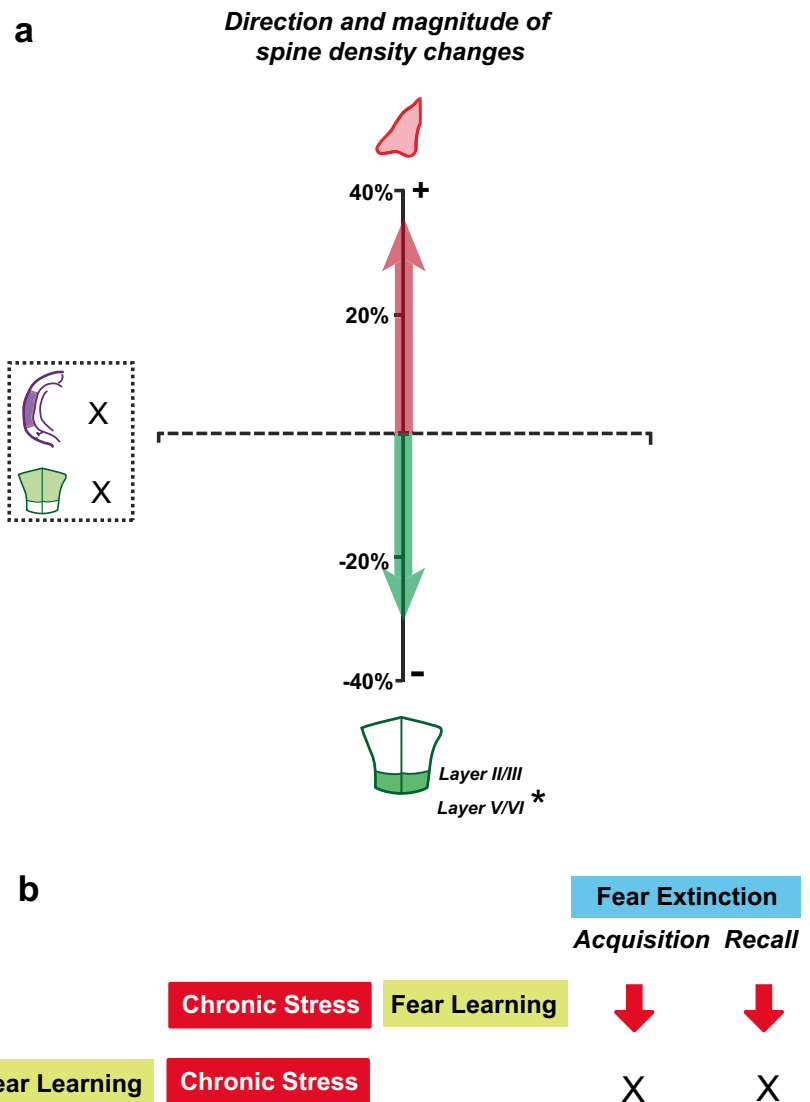 a
Direction and magnitude of
spine density changes
40% +
20%
X
X
-20%
-40% -
Layer II/III
Layer V/VI *
b
Fear Extinction
Acquisition Recall
Chronic Stress Fear Learning
ear Learning Chronic Stress X X